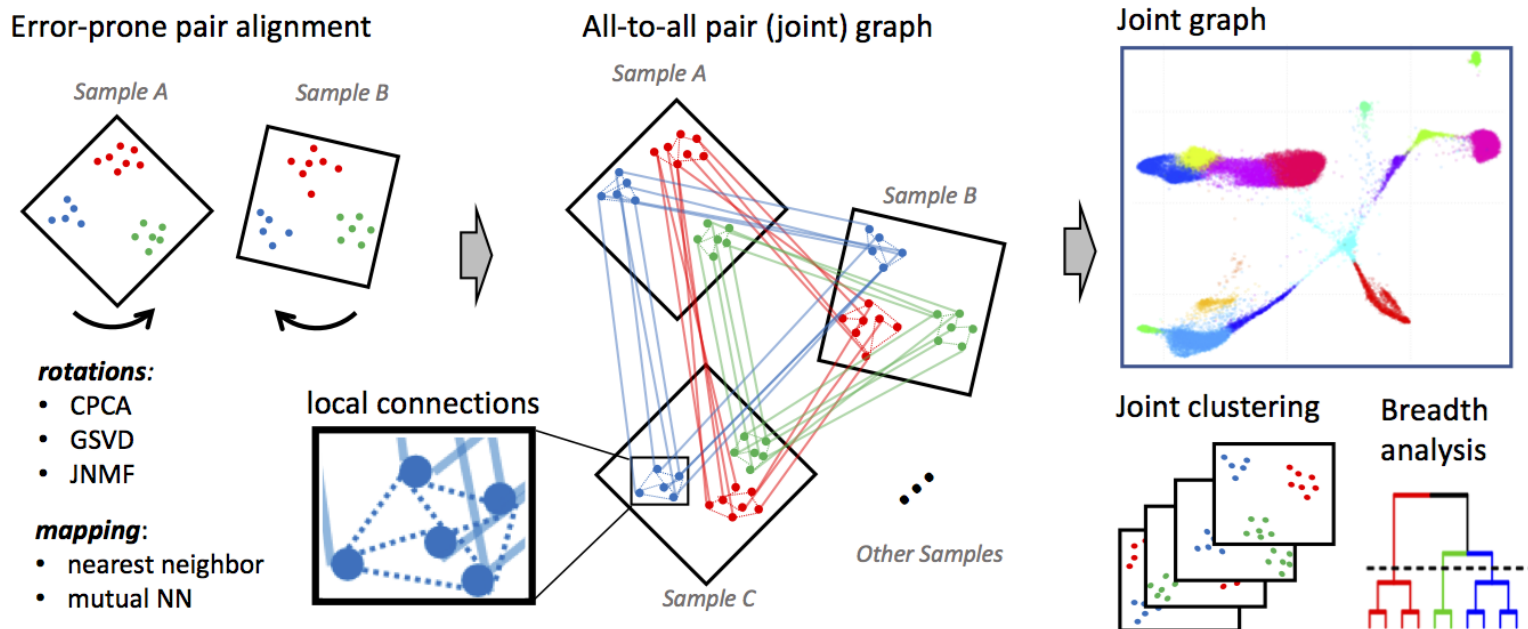 Error-prone pair alignment
Sample A
Sample B
rotations:
• CPCA
• GSVD
• JNMF
mapping:
• nearest neighbor
• mutual NN
All-to-all pair (joint) graph
Sample A
Sample B
local connections
Sample C
Other Samples
Joint graph
Joint clustering
Breadth
analysis